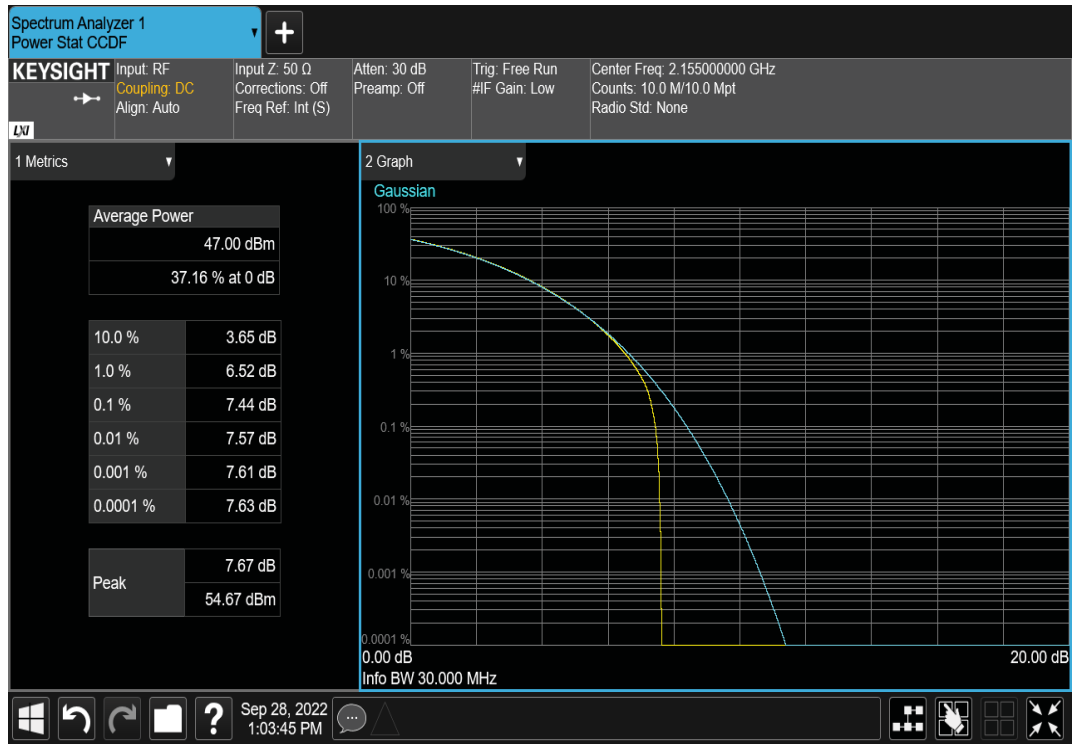 Spectrum Analyzer 1
Power Stat CCDF
+
KEYSIGHT
LXI
Input: RF
Coupling: DC
Align: Auto
Input Z: 50 Ω
Corrections: Off
Freq Ref: Int (S)
Atten: 30 dB
Preamp: Off
Trig: Free Run
#IF Gain: Low
Center Freq: 2.155000000 GHz
Counts: 10.0 M/10.0 Mpt
Radio Std: None
1 Metrics
Average Power
47.00 dBm
37.16 % at 0 dB
10.0 % 3.65 dB
1.0 % 6.52 dB
0.1 % 7.44 dB
0.01 % 7.57 dB
0.001 % 7.61 dB
0.0001 % 7.63 dB
Peak
7.67 dB
54.67 dBm
2 Graph
Gaussian
100 %
10 %
1 %
0.1 %
0.01 %
0.001 %
0.0001 %
0.00 dB 20.00 dB
Info BW 30.000 MHz
?
Sep 28, 2022
1:03:45 PM